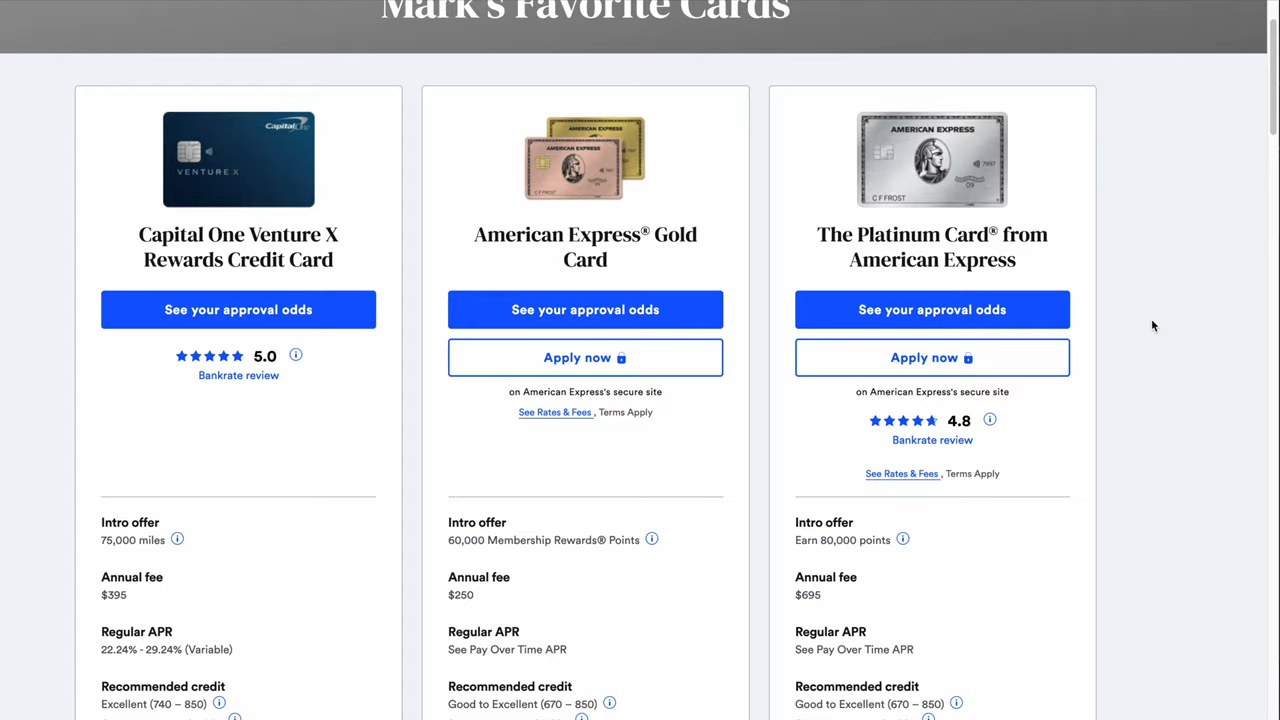 Mark's Favorite Cards
Capital One
VENTURE X
Capital One Venture X
Rewards Credit Card
See your approval odds
5.0
Bankrate review
Intro offer
75,000 miles
Annual fee
$395
Regular APR
22.24% - 29.24% (Variable)
Recommended credit
Excellent (740 – 850)
AMERICAN EXPRESS
AMERICAN EXPRESS
C F FROST
American Express® Gold
Card
See your approval odds
Apply now
on American Express's secure site
See Rates & Fees , Terms Apply
Intro offer
60,000 Membership Rewards® Points
Annual fee
$250
Regular APR
See Pay Over Time APR
Recommended credit
Good to Excellent (670 – 850)
AMERICAN EXPRESS
7997
09
C F FROST
The Platinum Card® from
American Express
See your approval odds
Apply now
on American Express's secure site
4.8
Bankrate review
See Rates & Fees , Terms Apply
Intro offer
Earn 80,000 points
Annual fee
$695
Regular APR
See Pay Over Time APR
Recommended credit
Good to Excellent (670 – 850)